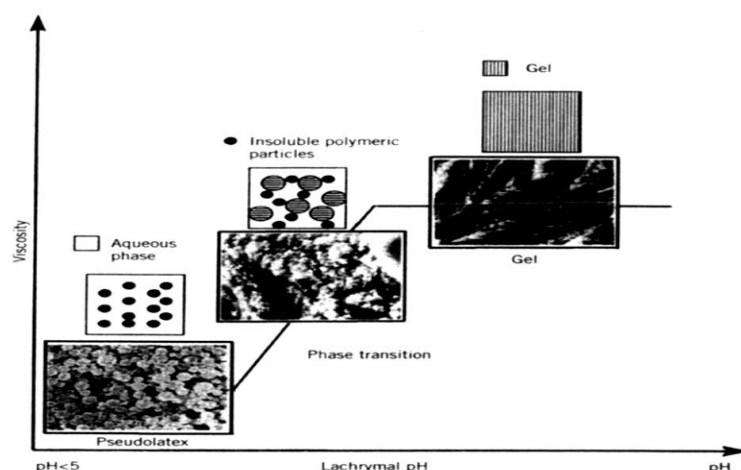 Gel
Insoluble polymeric
particles
Aqueous
phase
Viscosity
Gel
Phase transition
Pseudolatex
pH<5
Lachrymal pH
pH